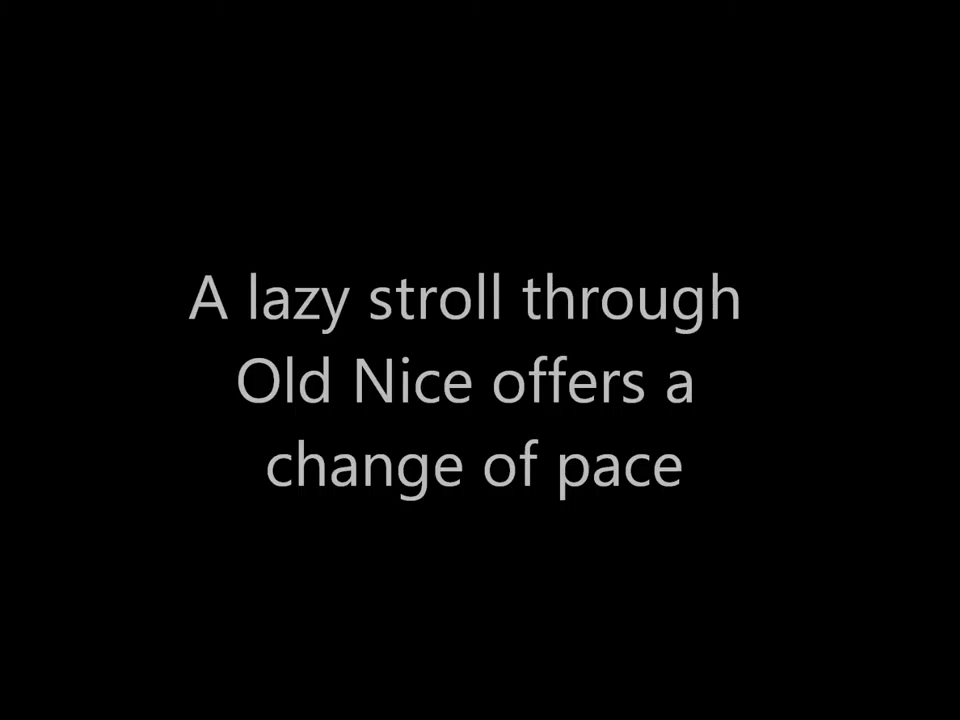 A lazy stroll through
Old Nice offers a
change of pace